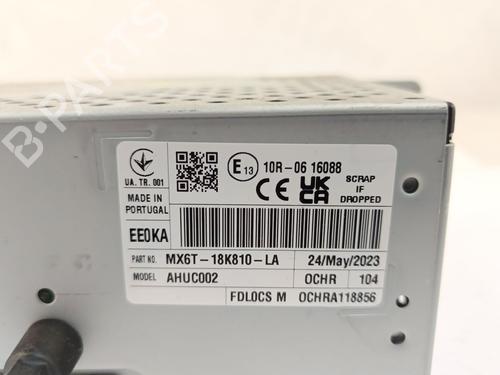 B-PARTS
E13 10R-06 16088
UA. TR. 001
CE UK CA
SCRAP IF DROPPED
MADE IN PORTUGAL
EE0KA
PART NO. MX6T-18K810-LA 24/May/2023
MODEL AHUC002 OCHR 104
FDLOCS M OCHRA118856